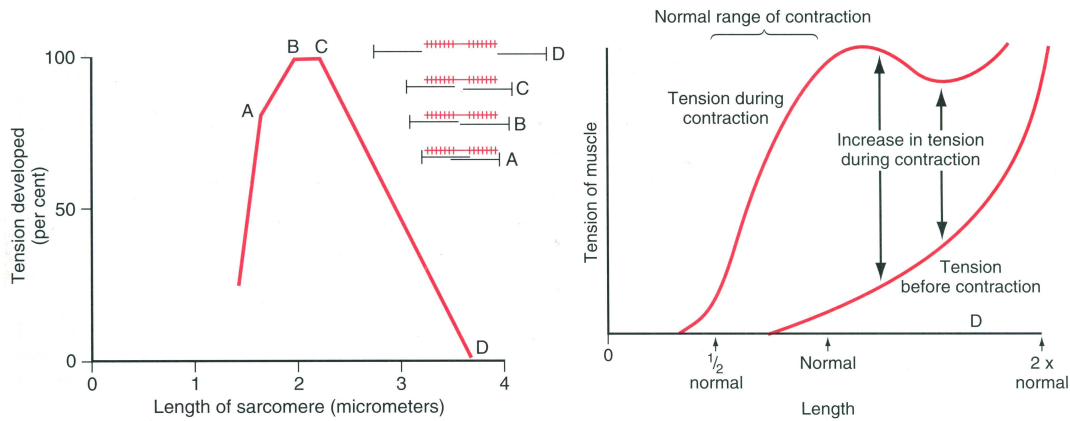 100
50
0
0
1
2
3
4
A
B
C
D
Tension developed
(per cent)
Length of sarcomere (micrometers)
D
C
B
A
Normal range of contraction
Tension during
contraction
Increase in tension
during contraction
Tension
before contraction
D
Tension of muscle
0
1/2
normal
Normal
2 x
normal
Length